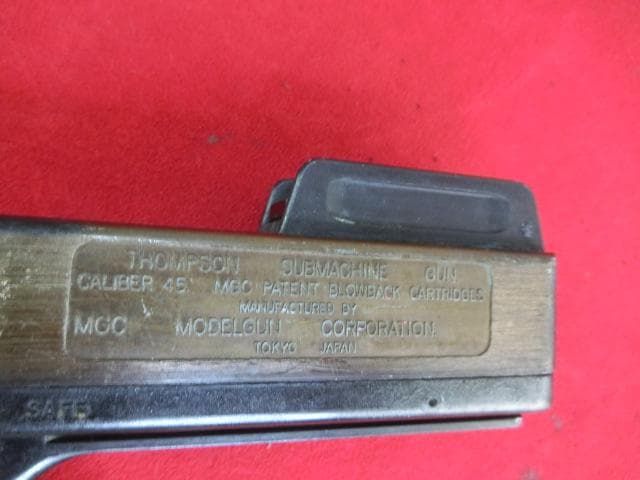 THOMPSON SUBMACHINE GUN
CALIBER 45 MGC PATENT BLOWBACK CARTRIDGES
MANUFACTURED BY
MGC MODELGUN CORPORATION
TOKYO JAPAN
SAFE